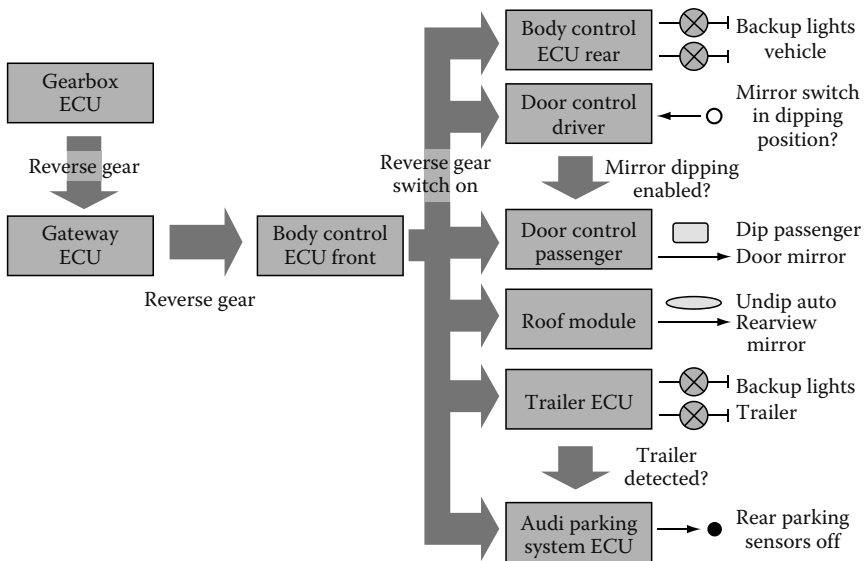 Gearbox
ECU
Reverse gear
Gateway
ECU
Reverse gear
Body control
ECU front
Reverse gear
switch on
Body control
ECU rear
Backup lights
vehicle
Door control
driver
Mirror switch
in dipping
position?
Mirror dipping
enabled?
Door control
passenger
Dip passenger
Door mirror
Roof module
Undip auto
Rearview
mirror
Trailer ECU
Backup lights
Trailer
Trailer
detected?
Audi parking
system ECU
Rear parking
sensors off